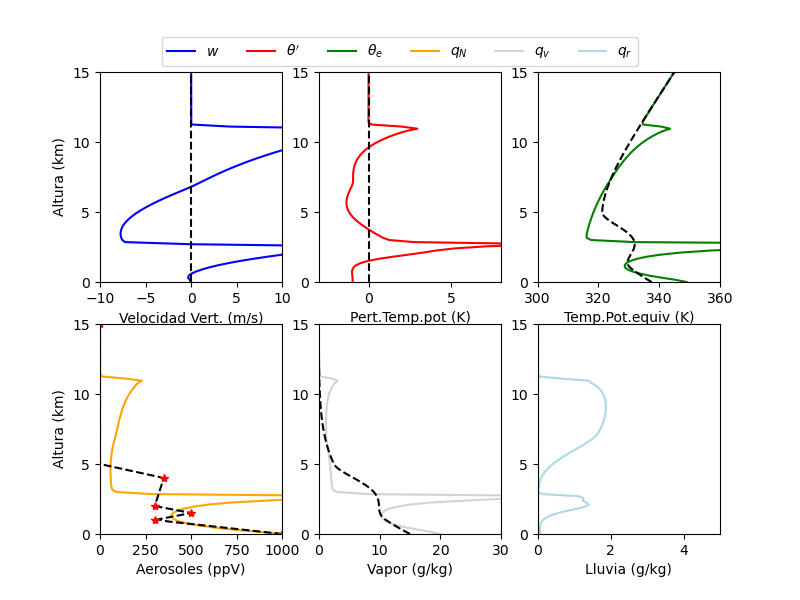 w θ′ θe qN qv qr
15 15 15
10 10 10
5 5 5
0 0 0
Altura (km)
−10 −5 0 5 10 0 5 300 320 340 360
Velocidad Vert. (m/s) Pert.Temp.pot (K) Temp.Pot.equiv (K)
15 15 15
10 10 10
5 5 5
0 0 0
Altura (km)
0 250 500 750 1000 0 10 20 30 0 2 4
Aerosoles (ppV) Vapor (g/kg) Lluvia (g/kg)